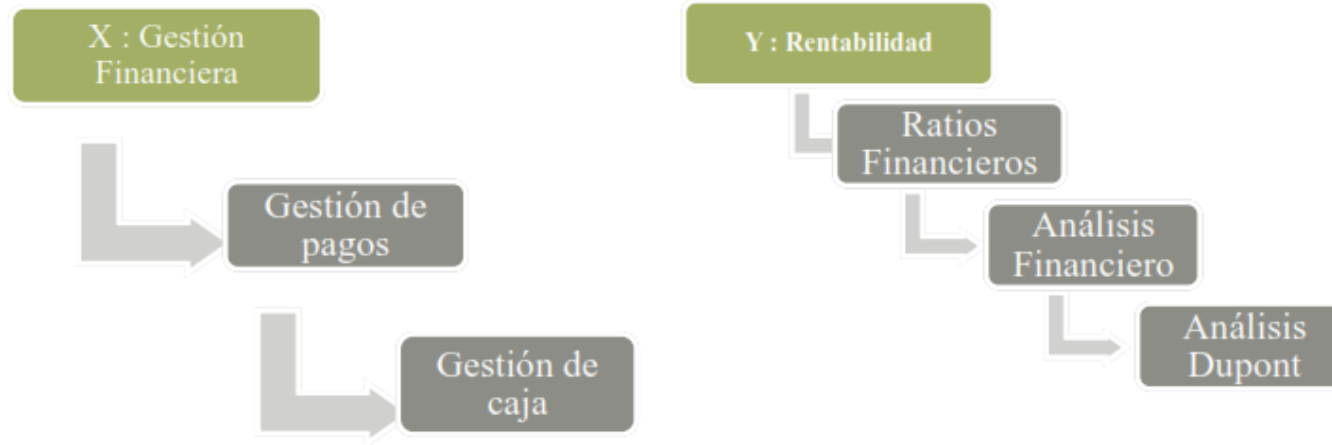 X : Gestión
Financiera
Gestión de
pagos
Gestión de
caja
Y : Rentabilidad
Ratios
Financieros
Análisis
Financiero
Análisis
Dupont